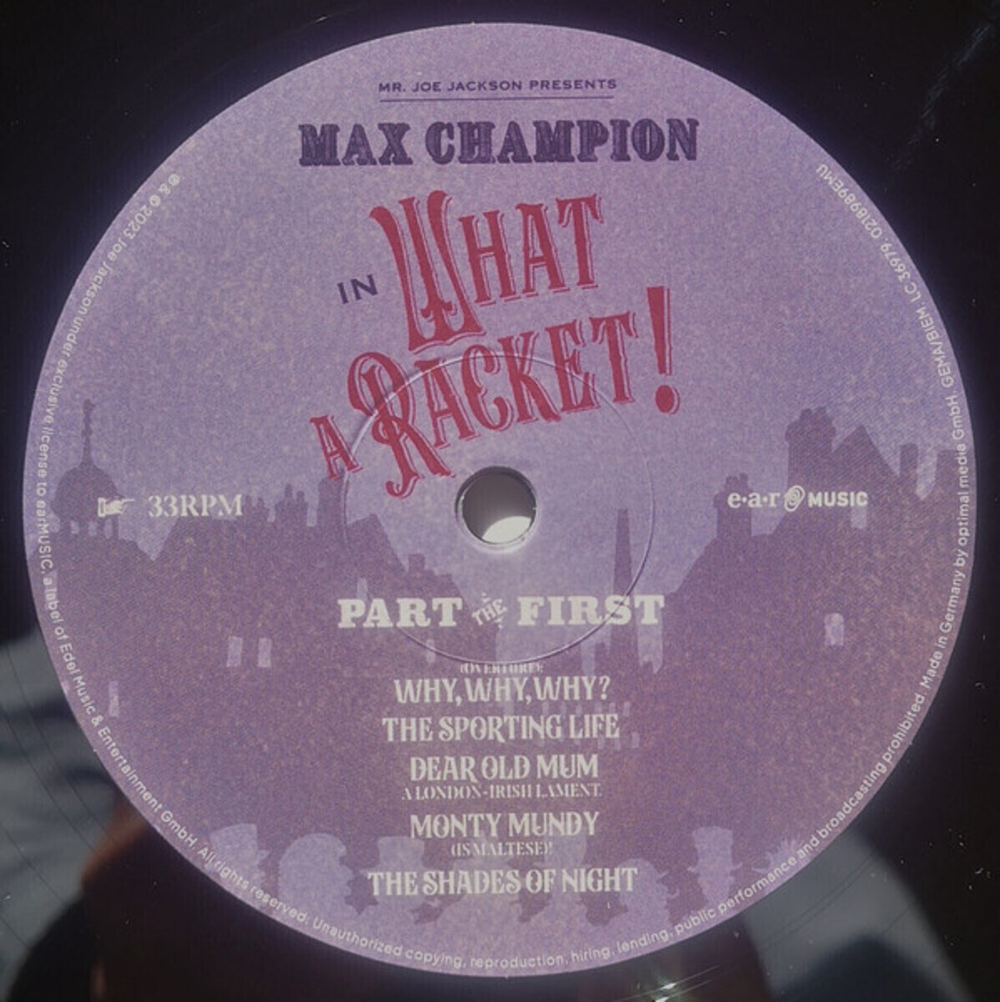 MR. JOE JACKSON PRESENTS
MAX CHAMPION
IN WHAT
A RACKET!
33RPM
e·a·r MUSIC
PART THE FIRST
(OVERTURE):
WHY, WHY, WHY?
THE SPORTING LIFE
DEAR OLD MUM
A LONDON-IRISH LAMENT
MONTY MUNDY
(IS MALTESE)!
THE SHADES OF NIGHT
℗ & © 2023 Joe Jackson under exclusive license to earMUSIC, a label of Edel Music & Entertainment GmbH. All rights reserved. Unauthorized copying, reproduction, hiring, lending, public performance and broadcasting prohibited. Made in Germany by optimal media GmbH. GEMA/BIEM. LC 36979. 0218989EMU